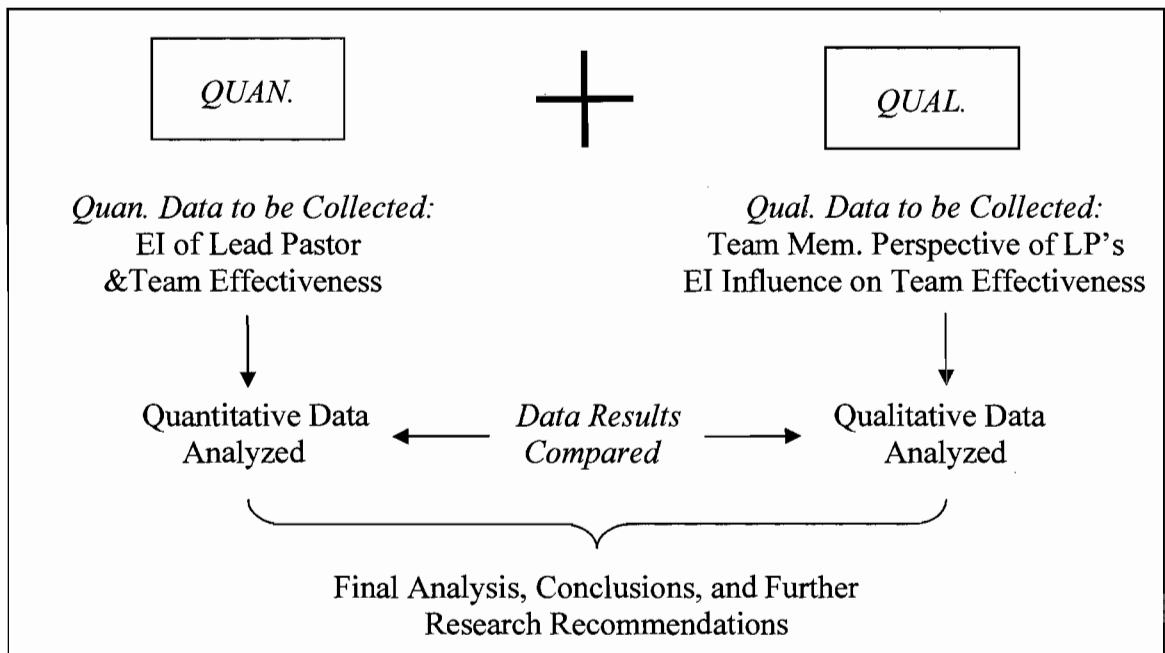 QUAN.
QUAL.
Quan. Data to be Collected:
EI of Lead Pastor
&Team Effectiveness
Qual. Data to be Collected:
Team Mem. Perspective of LP's
EI Influence on Team Effectiveness
Quantitative Data
Analyzed
Data Results
Compared
Qualitative Data
Analyzed
Final Analysis, Conclusions, and Further
Research Recommendations